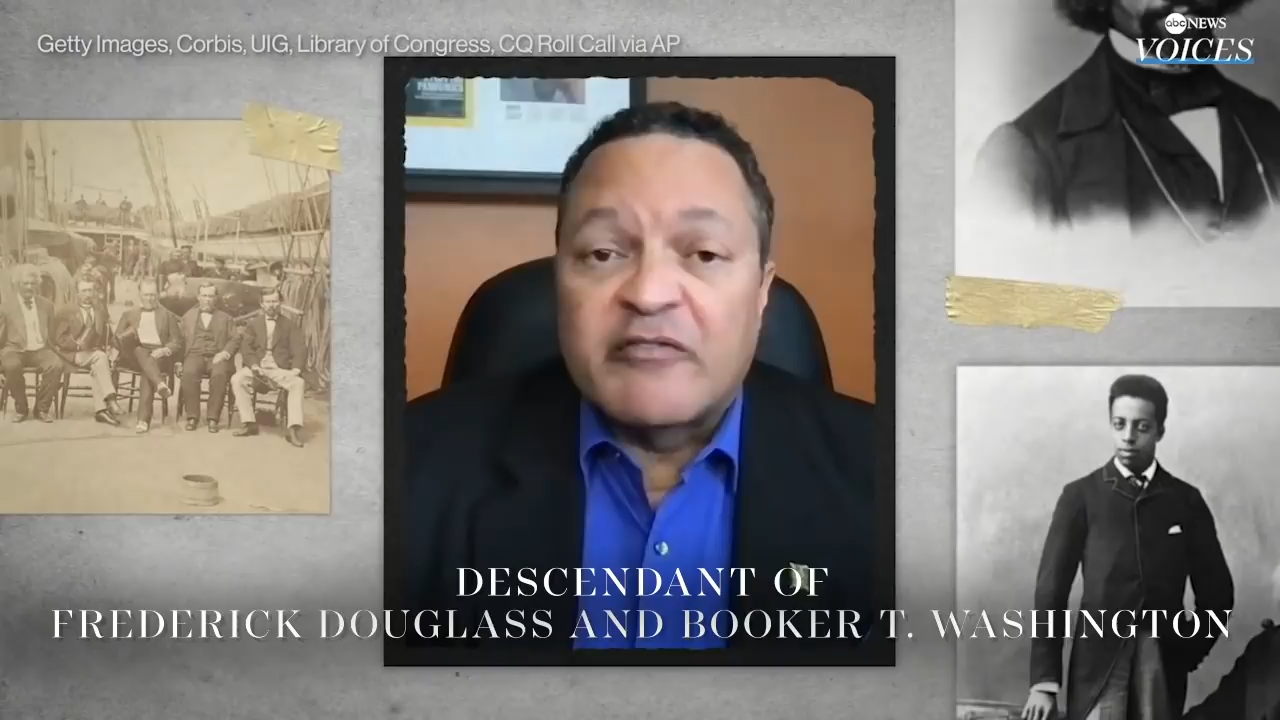 Getty Images, Corbis, UIG, Library of Congress, CQ Roll Call via AP
abc NEWS
VOICES
DESCENDANT OF
FREDERICK DOUGLASS AND BOOKER T. WASHINGTON